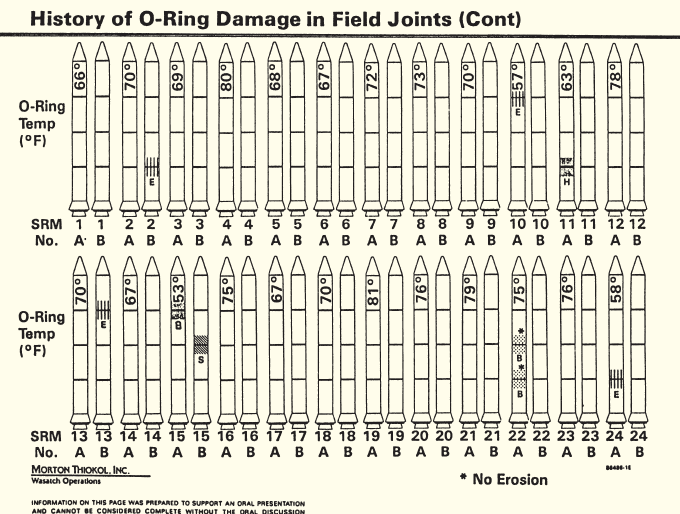 History of O-Ring Damage in Field Joints (Cont)
66° 70° 69° 80° 68° 67° 72° 73° 70° 57° 63° 78°
O-Ring
Temp
(°F)
E
E
H
SRM 1 1 2 2 3 3 4 4 5 5 6 6 7 7 8 8 9 9 10 10 11 11 12 12
No. A B A B A B A B A B A B A B A B A B A B A B A B
70° 67° 53° 75° 67° 70° 81° 76° 79° 75° 76° 58°
O-Ring
Temp
(°F)
E
B
S
*
B
*
B
E
SRM 13 13 14 14 15 15 16 16 17 17 18 18 19 19 20 20 21 21 22 22 23 23 24 24
No. A B A B A B A B A B A B A B A B A B A B A B A B
MORTON THIOKOL, INC.
Wasatch Operations
* No Erosion
INFORMATION ON THIS PAGE WAS PREPARED TO SUPPORT AN ORAL PRESENTATION
AND CANNOT BE CONSIDERED COMPLETE WITHOUT THE ORAL DISCUSSION